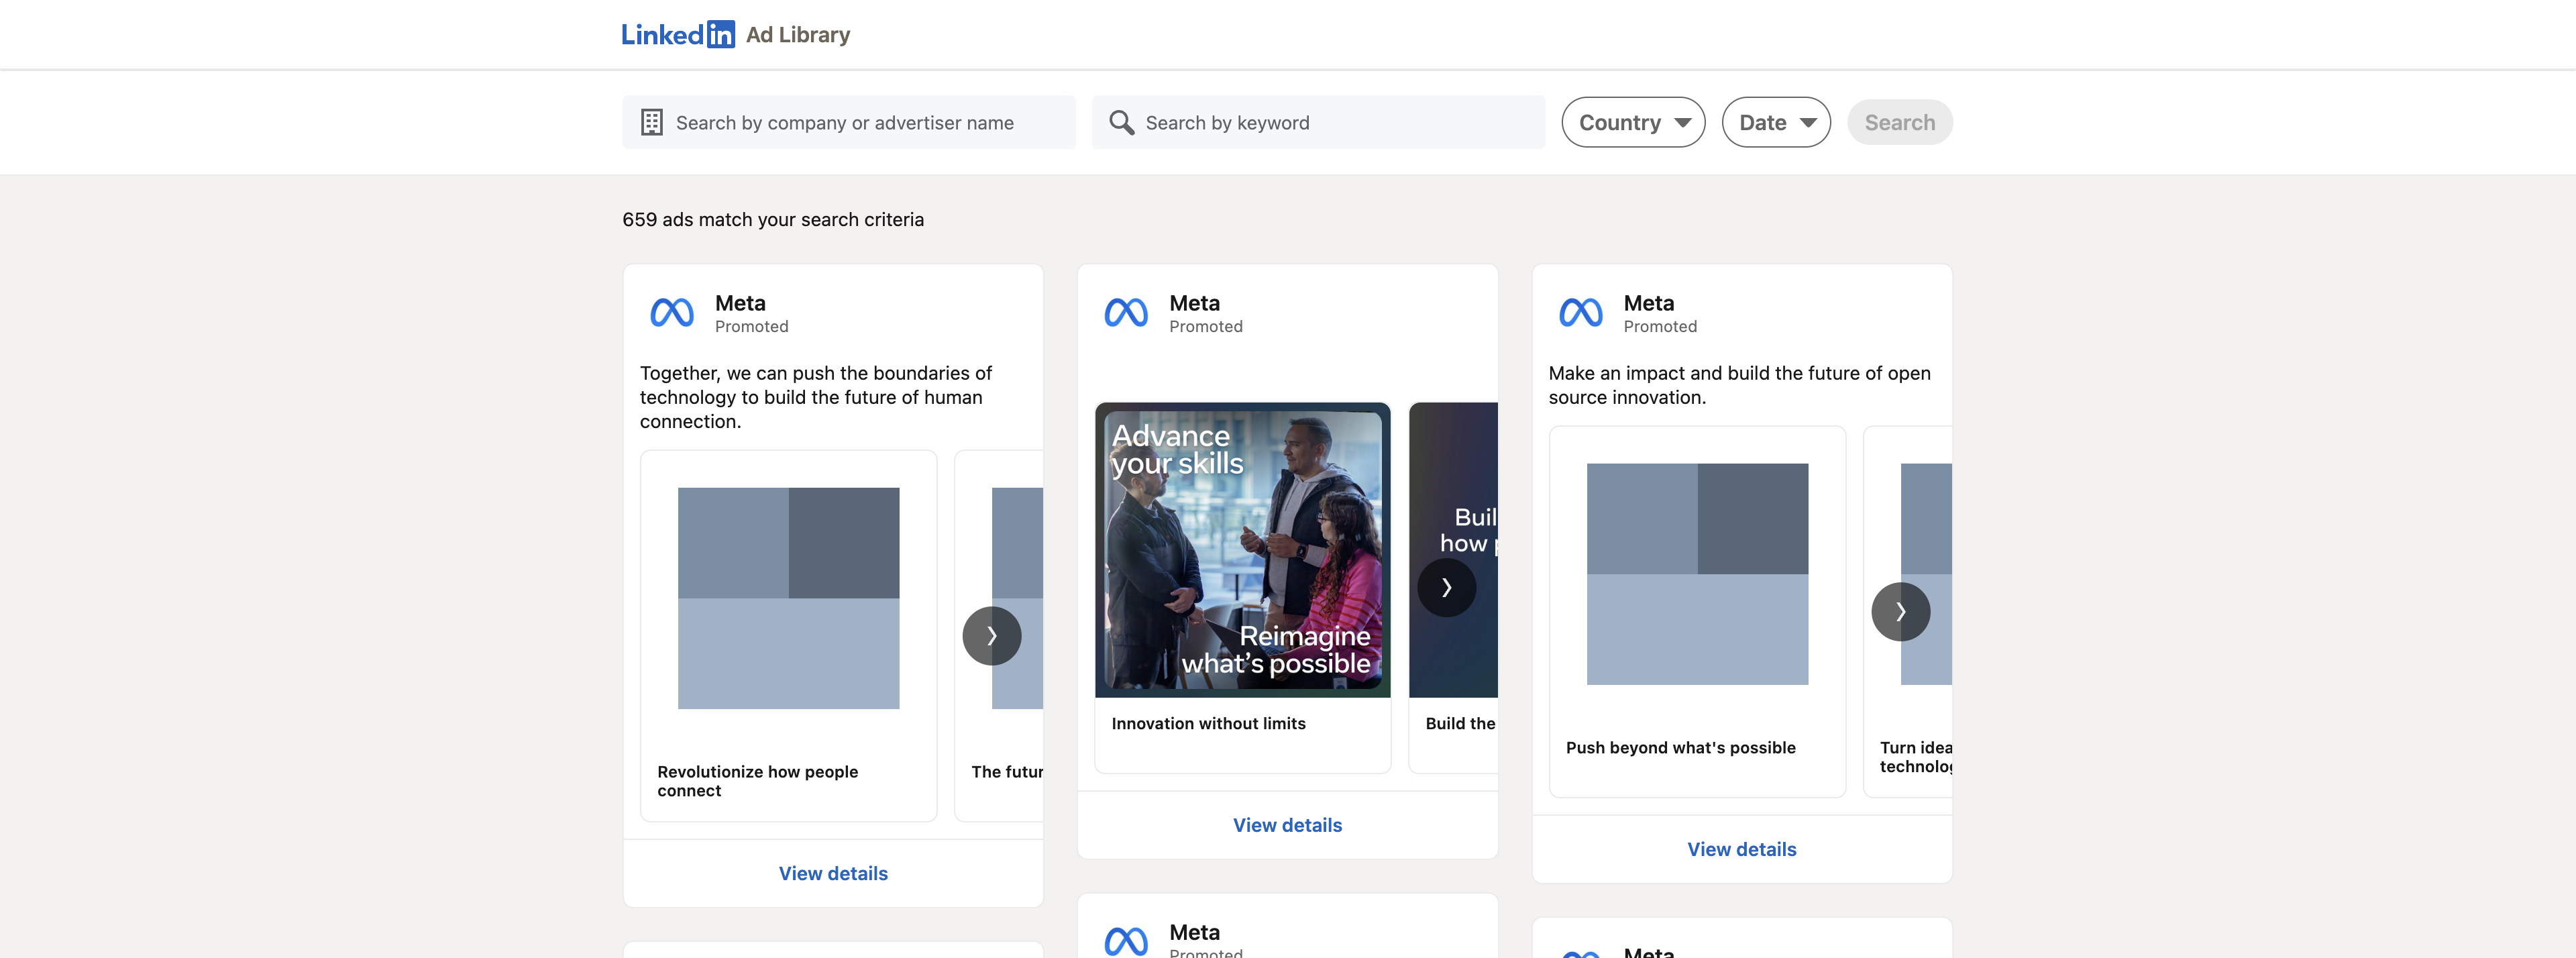 LinkedIn Ad Library
Search by company or advertiser name
Search by keyword
Country
Date
Search
659 ads match your search criteria
Meta
Promoted
Together, we can push the boundaries of
technology to build the future of human
connection.
Revolutionize how people
connect
The futur
View details
Meta
Promoted
Advance
your skills
Reimagine
what's possible
Innovation without limits
Buil
how
Build the
View details
Meta
Promoted
Make an impact and build the future of open
source innovation.
Push beyond what's possible
Turn idea
technolog
View details
Meta
Promoted
Meta